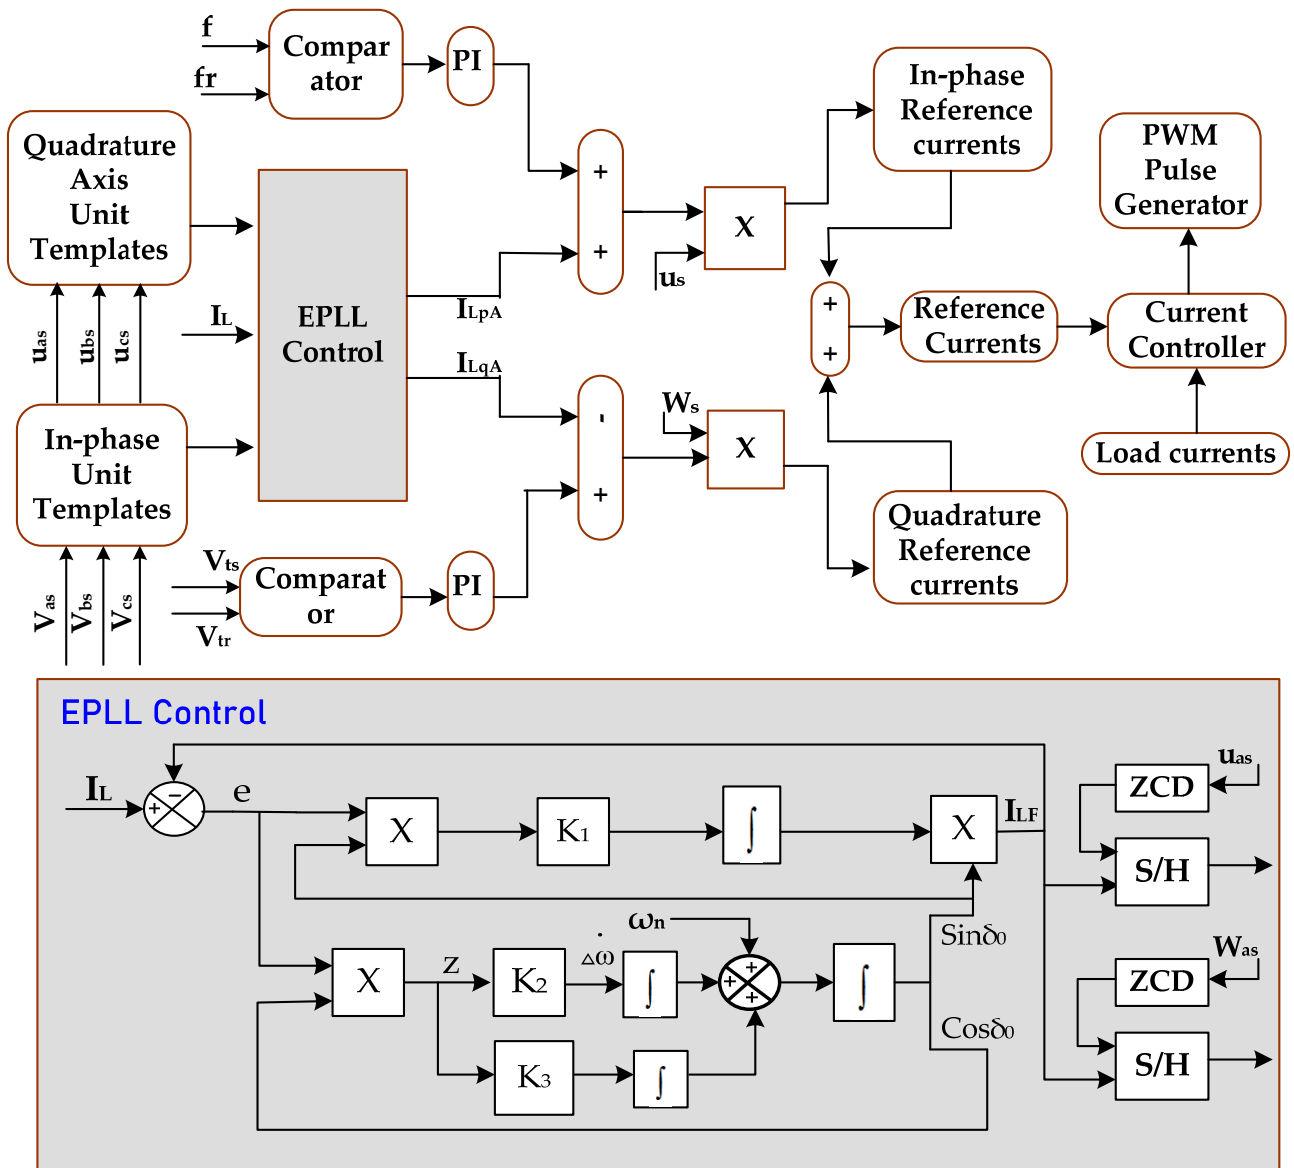 f
fr
Compar
ator
PI
In-phase
Reference
currents
PWM
Pulse
Generator
Quadrature
Axis
Unit
Templates
+
+
X
us
IL
EPLL
Control
ILpA
ILqA
uas
ubs
ucs
+
+
Reference
Currents
Current
Controller
Load currents
In-phase
Unit
Templates
-
+
Ws
X
Quadrature
Reference
currents
Vts
Vtr
Comparat
or
PI
Vas
Vbs
Vcs
EPLL Control
IL
+
−
e
X
K1
∫
X
ILF
ZCD
uas
S/H
Sinδ0
ωn
X
z
K2
Δω̇
∫
+
+
+
∫
Cosδ0
K3
∫
ZCD
Was
S/H